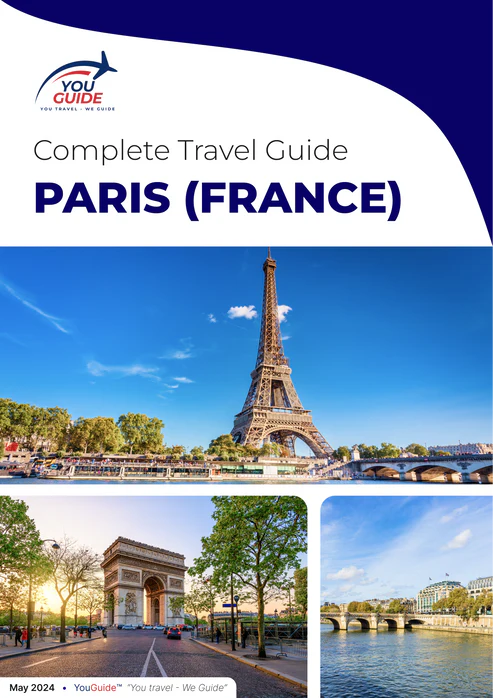 YOU
GUIDE
YOU TRAVEL - WE GUIDE
Complete Travel Guide
PARIS (FRANCE)
May 2024 • YouGuide™ "You travel - We Guide"